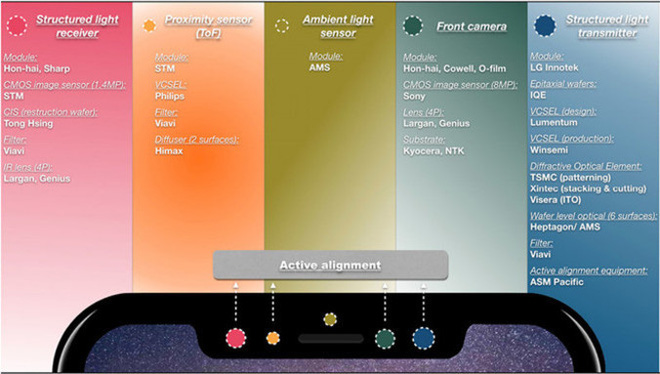 Structured light
receiver
Module:
Hon-hai, Sharp
CMOS image sensor (1.4MP):
STM
CIS (restruction wafer):
Tong Hsing
Filter:
Viavi
IR lens (4P):
Largan, Genius
Proximity sensor
(ToF)
Module:
STM
VCSEL:
Philips
Filter:
Viavi
Diffuser (2 surfaces):
Himax
Ambient light
sensor
Module:
AMS
Front camera
Module:
Hon-hai, Cowell, O-film
CMOS image sensor (8MP):
Sony
Lens (4P):
Largan, Genius
Substrate:
Kyocera, NTK
Structured light
transmitter
Module:
LG Innotek
Epitaxial wafers:
IQE
VCSEL (design):
Lumentum
VCSEL (production):
Winsemi
Diffractive Optical Element:
TSMC (patterning)
Xintec (stacking & cutting)
Visera (ITO)
Wafer level optical (6 surfaces):
Heptagon/ AMS
Filter:
Viavi
Active alignment equipment:
ASM Pacific
Active alignment